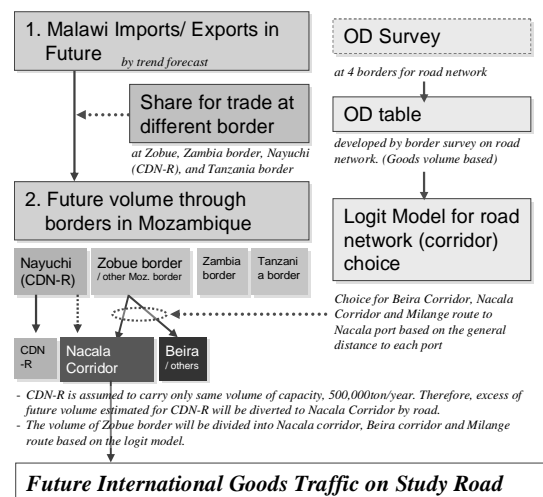 1. Malawi Imports/ Exports in
Future
by trend forecast
Share for trade at
different border
at Zobue, Zambia border, Nayuchi
(CDN-R), and Tanzania border
2. Future volume through
borders in Mozambique
Nayuchi
(CDN-R)
Zobue border
/ other Moz. border
Zambia
border
Tanzani
a border
CDN
-R
Nacala
Corridor
Beira
/ others
OD Survey
at 4 borders for road network
OD table
developed by border survey on road
network. (Goods volume based)
Logit Model for road
network (corridor)
choice
Choice for Beira Corridor, Nacala
Corridor and Milange route to
Nacala port based on the general
distance to each port
- CDN-R is assumed to carry only same volume of capacity, 500,000ton/year. Therefore, excess of
future volume estimated for CDN-R will be diverted to Nacala Corridor by road.
- The volume of Zobue border will be divided into Nacala corridor, Beira corridor and Milange
route based on the logit model.
Future International Goods Traffic on Study Road